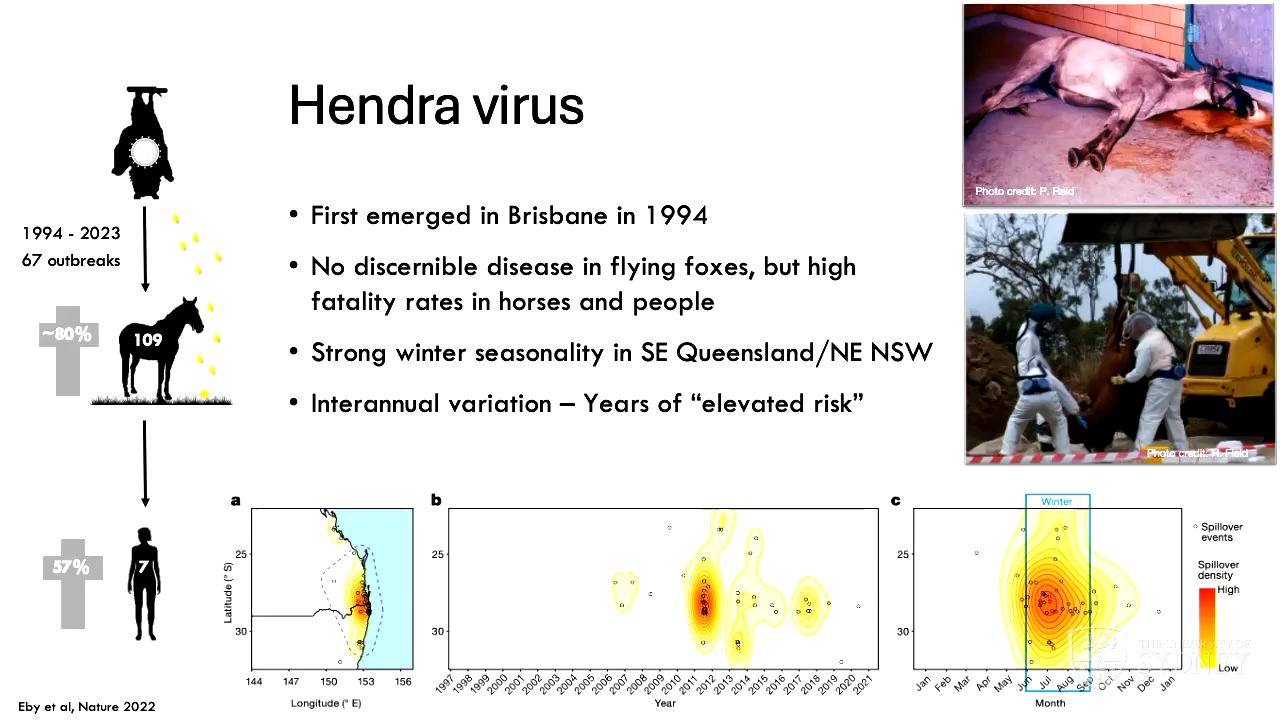 Hendra virus
• First emerged in Brisbane in 1994
• No discernible disease in flying foxes, but high
fatality rates in horses and people
• Strong winter seasonality in SE Queensland/NE NSW
• Interannual variation – Years of “elevated risk”
1994 - 2023
67 outbreaks
~80%
109
57%
7
Photo credit: P. Reid
Photo credit: H. Field
a
25
30
Latitude (° S)
144 147 150 153 156
Longitude (° E)
b
25
30
1997 1998 1999 2000 2001 2002 2003 2004 2005 2006 2007 2008 2009 2010 2011 2012 2013 2014 2015 2016 2017 2018 2019 2020 2021
Year
c
Winter
25
30
Jan Feb Mar Apr May Jun Jul Aug Sep Oct Nov Dec Jan
Month
Spillover
events
Spillover
density
High
Low
THE UNIVERSITY OF
SYDNEY
Eby et al, Nature 2022